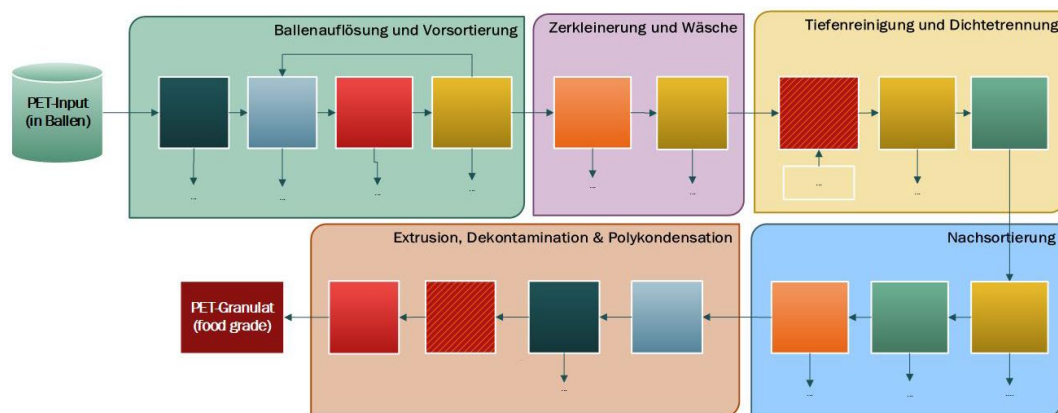 Ballenauflösung und Vorsortierung
Zerkleinerung und Wäsche
Tiefenreinigung und Dichtetrennung
PET-Input
(in Ballen)
...
...
...
...
...
...
...
...
Extrusion, Dekontamination & Polykondensation
Nachsortierung
PET-Granulat
(food grade)
...
...
...
....